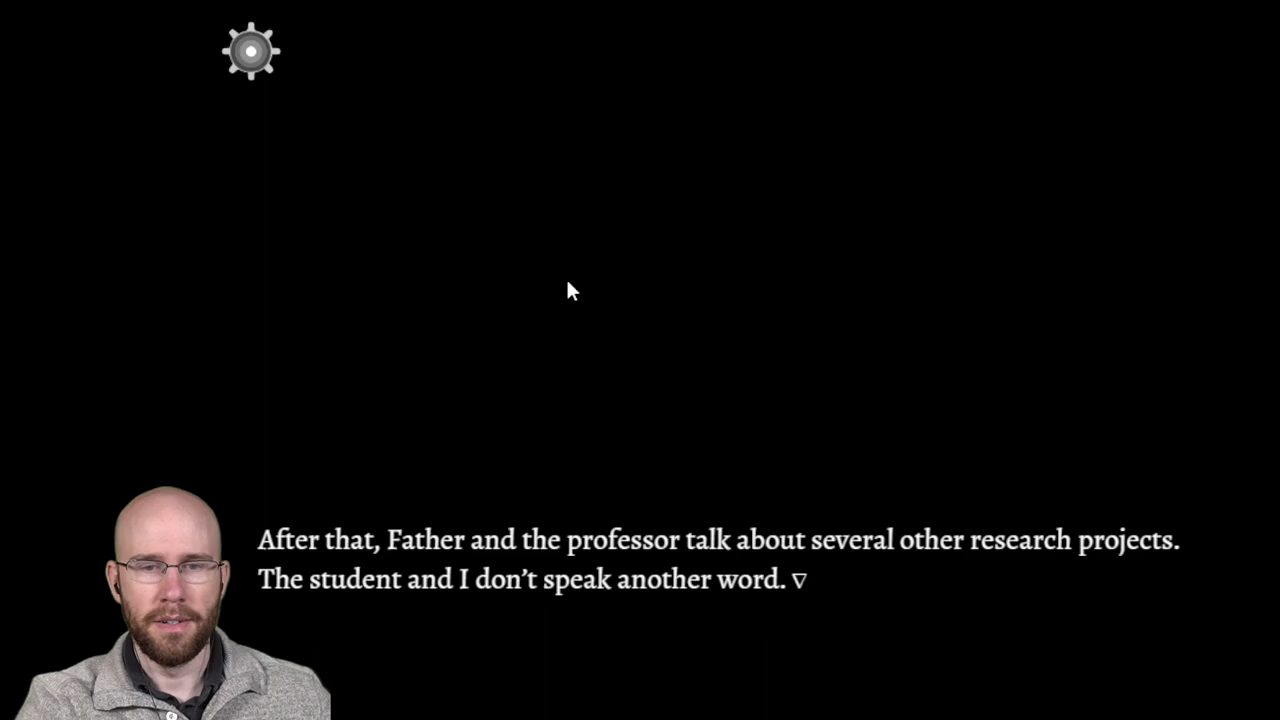 After that, Father and the professor talk about several other research projects.
The student and I don't speak another word. ▽